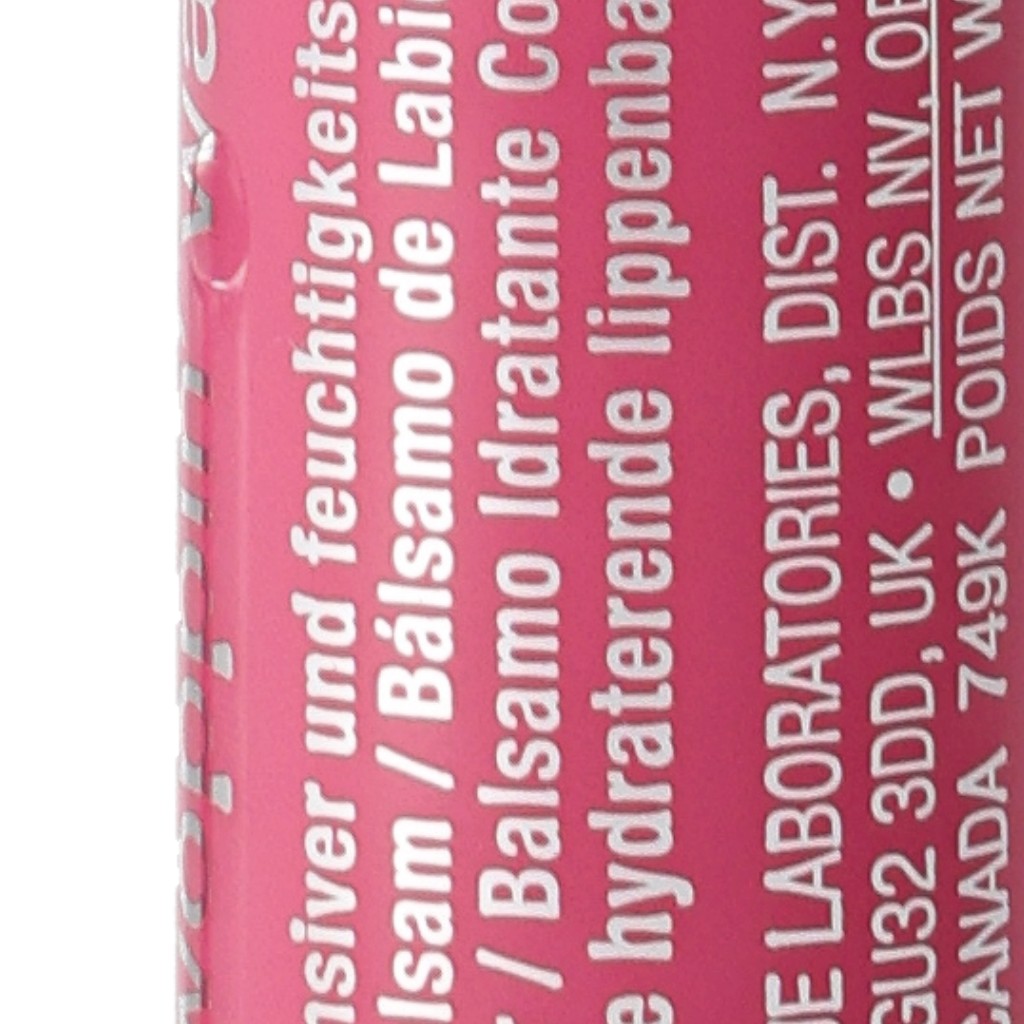 nsiver und feuchtigkeits
lsam / Bálsamo de Labi
/ Balsamo Idratante Co
e hydraterende lippenba
E LABORATORIES, DIST. N.Y
GU32 3DD, UK • WLBS NV, OE
CANADA 749K POIDS NET W